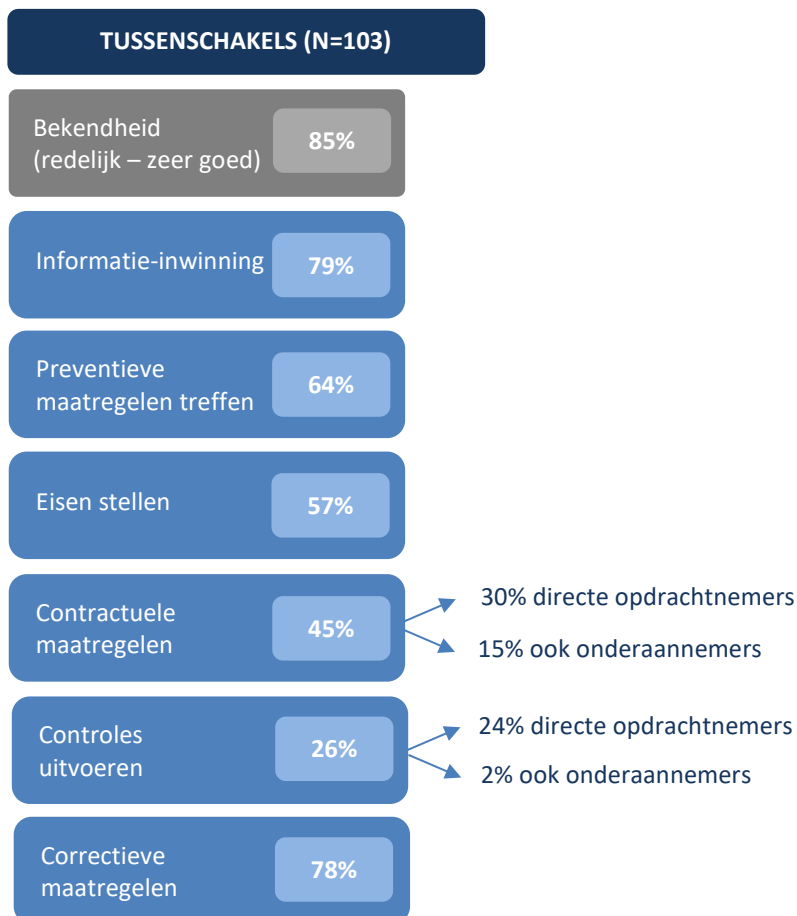 TUSSENSCHAKELS (N=103)
Bekendheid
(redelijk – zeer goed)
85%
Informatie-inwinning
79%
Preventieve
maatregelen treffen
64%
Eisen stellen
57%
Contractuele
maatregelen
45%
30% directe opdrachtnemers
15% ook onderaannemers
Controles
uitvoeren
26%
24% directe opdrachtnemers
2% ook onderaannemers
Correctieve
maatregelen
78%